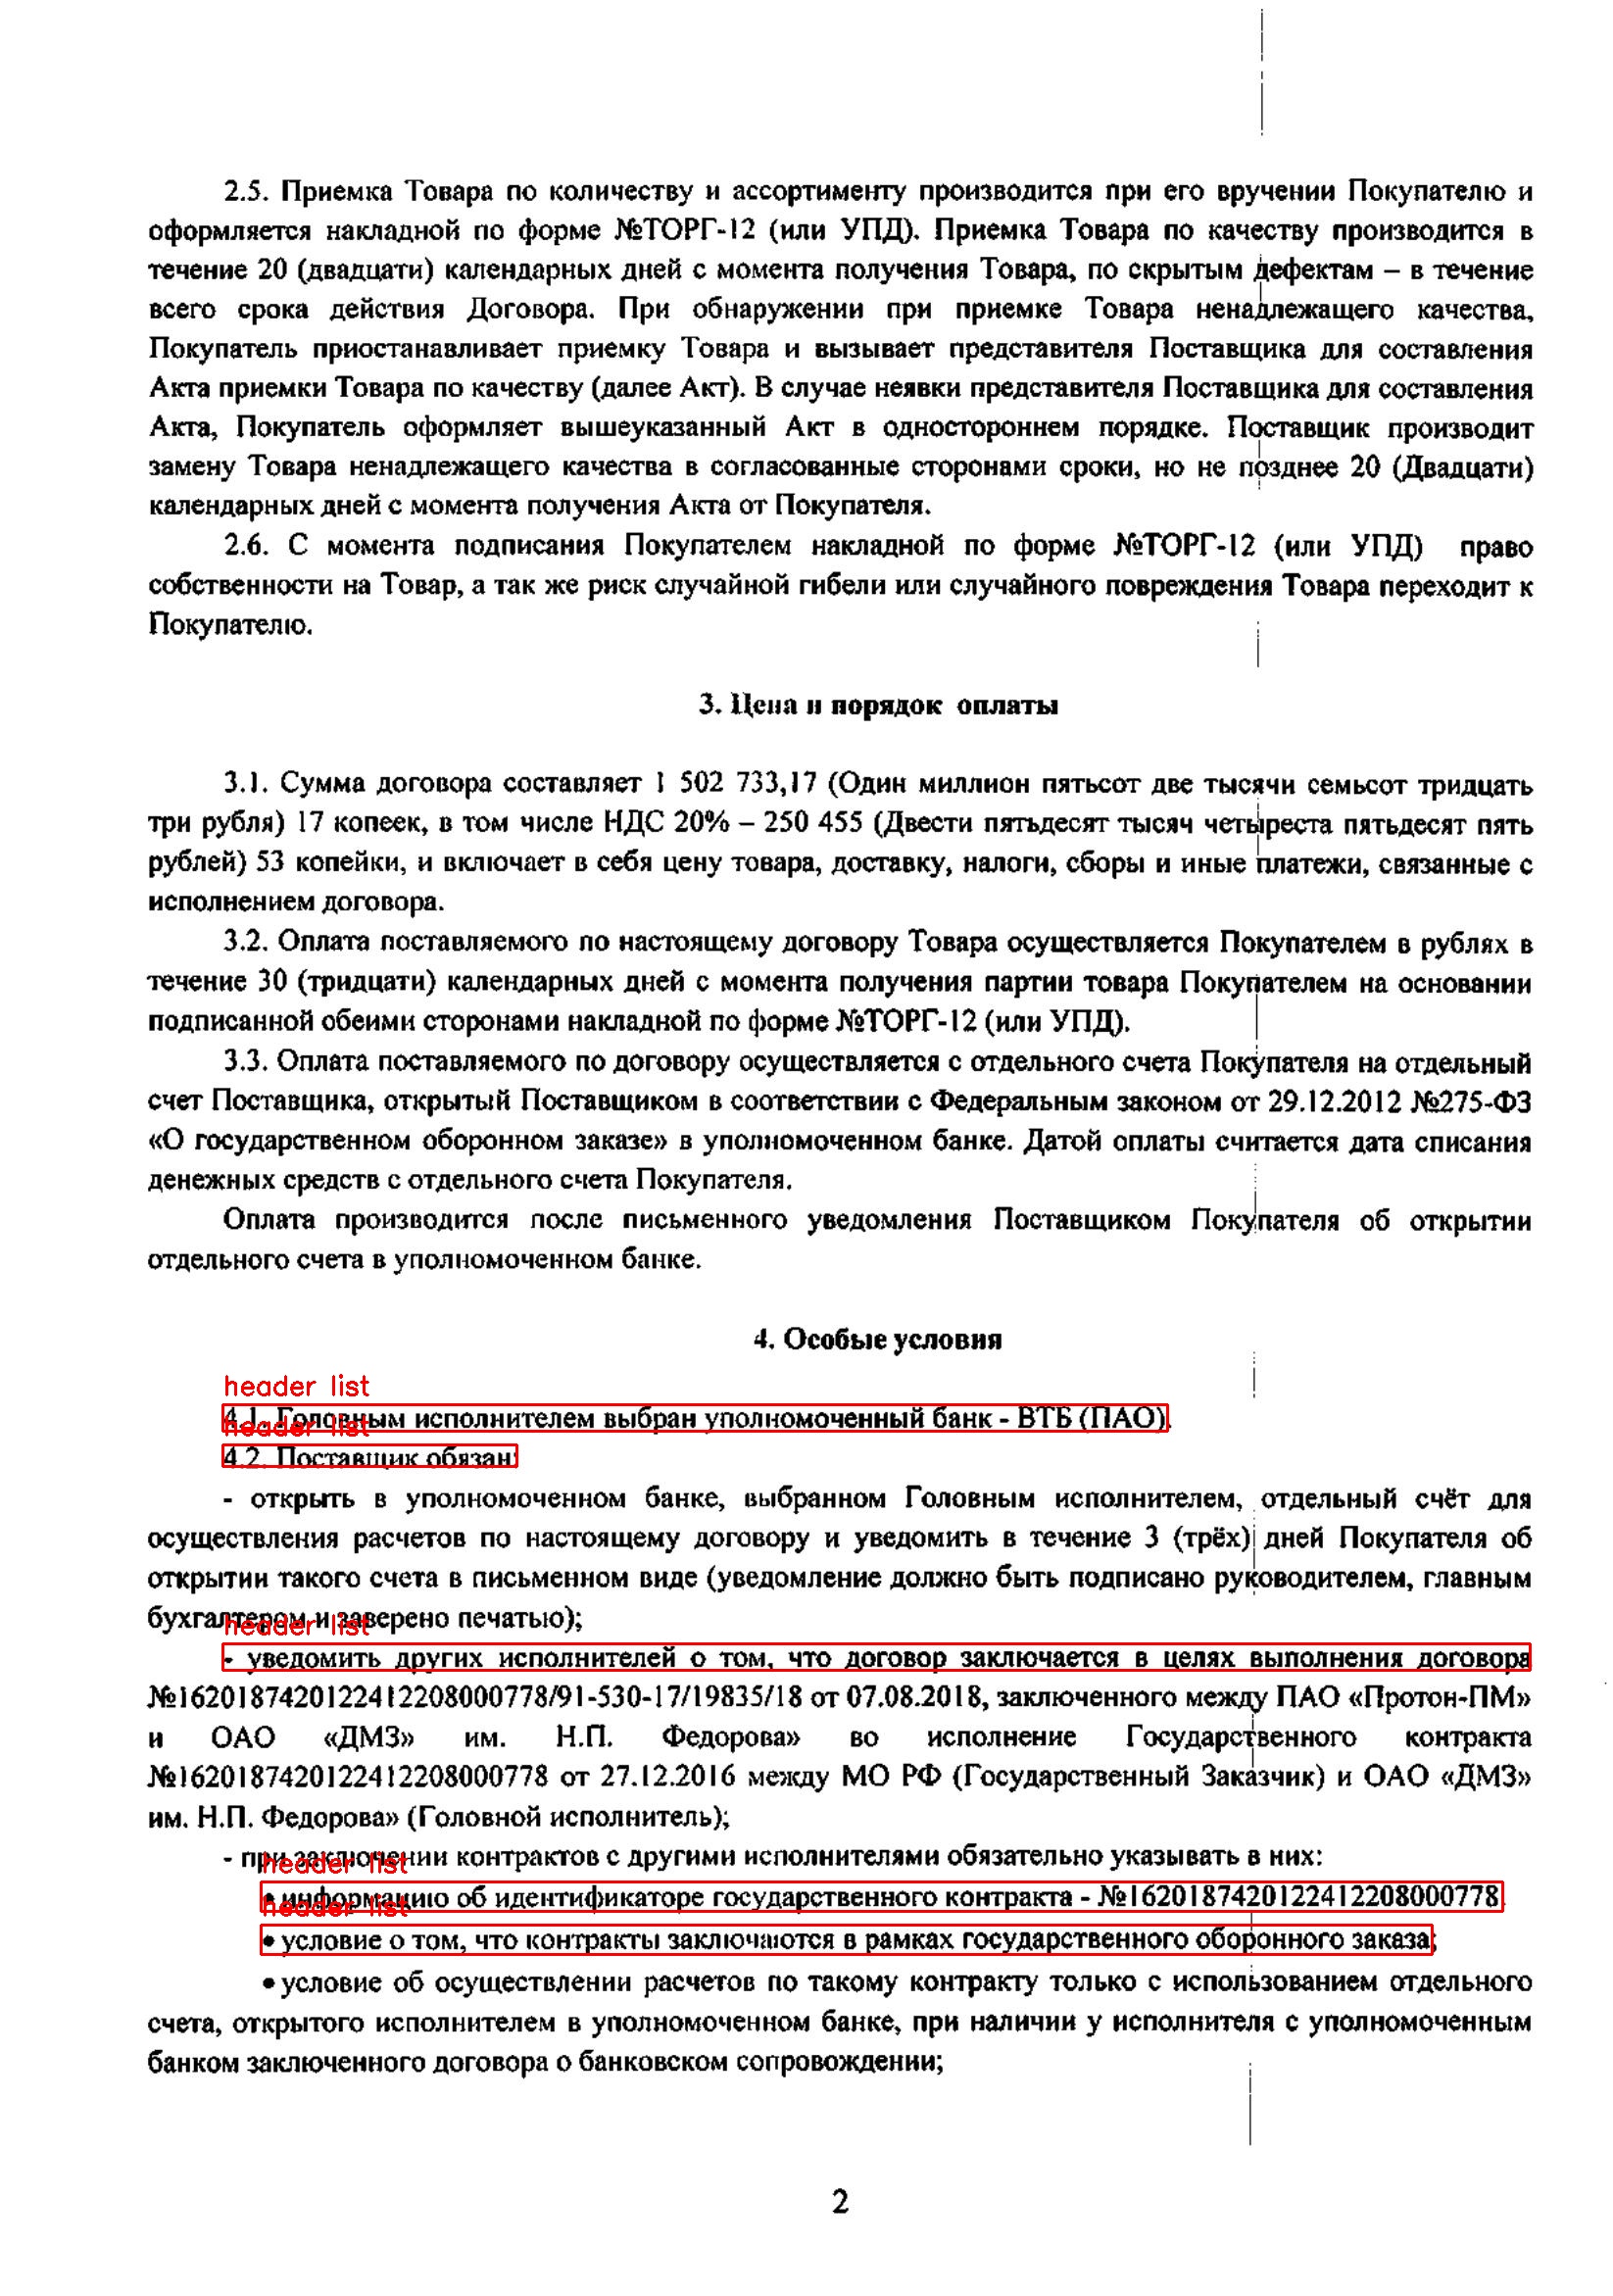 2.5. Приемка Товара по количеству и ассортименту производится при его вручении Покупателю и
оформляется накладной по форме №ТОРГ-12 (или УПД). Приемка Товара по качеству производится в
течение 20 (двадцати) календарных дней с момента получения Товара, по скрытым дефектам – в течение
всего срока действия Договора. При обнаружении при приемке Товара ненадлежащего качества,
Покупатель приостанавливает приемку Товара и вызывает представителя Поставщика для составления
Акта приемки Товара по качеству (далее Акт). В случае неявки представителя Поставщика для составления
Акта, Покупатель оформляет вышеуказанный Акт в одностороннем порядке. Поставщик производит
замену Товара ненадлежащего качества в согласованные сторонами сроки, но не позднее 20 (Двадцати)
календарных дней с момента получения Акта от Покупателя.
2.6. С момента подписания Покупателем накладной по форме №ТОРГ-12 (или УПД) право
собственности на Товар, а так же риск случайной гибели или случайного повреждения Товара переходит к
Покупателю.
3. Цена и порядок оплаты
3.1. Сумма договора составляет 1 502 733,17 (Один миллион пятьсот две тысячи семьсот тридцать
три рубля) 17 копеек, в том числе НДС 20% – 250 455 (Двести пятьдесят тысяч четыреста пятьдесят пять
рублей) 53 копейки, и включает в себя цену товара, доставку, налоги, сборы и иные платежи, связанные с
исполнением договора.
3.2. Оплата поставляемого по настоящему договору Товара осуществляется Покупателем в рублях в
течение 30 (тридцати) календарных дней с момента получения партии товара Покупателем на основании
подписанной обеими сторонами накладной по форме №ТОРГ-12 (или УПД).
3.3. Оплата поставляемого по договору осуществляется с отдельного счета Покупателя на отдельный
счет Поставщика, открытый Поставщиком в соответствии с Федеральным законом от 29.12.2012 №275-ФЗ
«О государственном оборонном заказе» в уполномоченном банке. Датой оплаты считается дата списания
денежных средств с отдельного счета Покупателя.
Оплата производится после письменного уведомления Поставщиком Покупателя об открытии
отдельного счета в уполномоченном банке.
4. Особые условия
header list
4.1. Головным исполнителем выбран уполномоченный банк - ВТБ (ПАО).
header list
4.2. Поставщик обязан:
- открыть в уполномоченном банке, выбранном Головным исполнителем, отдельный счёт для
осуществления расчетов по настоящему договору и уведомить в течение 3 (трёх) дней Покупателя об
открытии такого счета в письменном виде (уведомление должно быть подписано руководителем, главным
бухгалтером и заверено печатью);
header list
- уведомить других исполнителей о том, что договор заключается в целях выполнения договора
№1620187420122412208000778/91-530-17/19835/18 от 07.08.2018, заключенного между ПАО «Протон-ПМ»
и ОАО «ДМЗ» им. Н.П. Федорова» во исполнение Государственного контракта
№1620187420122412208000778 от 27.12.2016 между МО РФ (Государственный Заказчик) и ОАО «ДМЗ»
им. Н.П. Федорова» (Головной исполнитель);
- при заключении контрактов с другими исполнителями обязательно указывать в них:
header list
• информацию об идентификаторе государственного контракта - №1620187420122412208000778
header list
• условие о том, что контракты заключаются в рамках государственного оборонного заказа;
• условие об осуществлении расчетов по такому контракту только с использованием отдельного
счета, открытого исполнителем в уполномоченном банке, при наличии у исполнителя с уполномоченным
банком заключенного договора о банковском сопровождении;
2